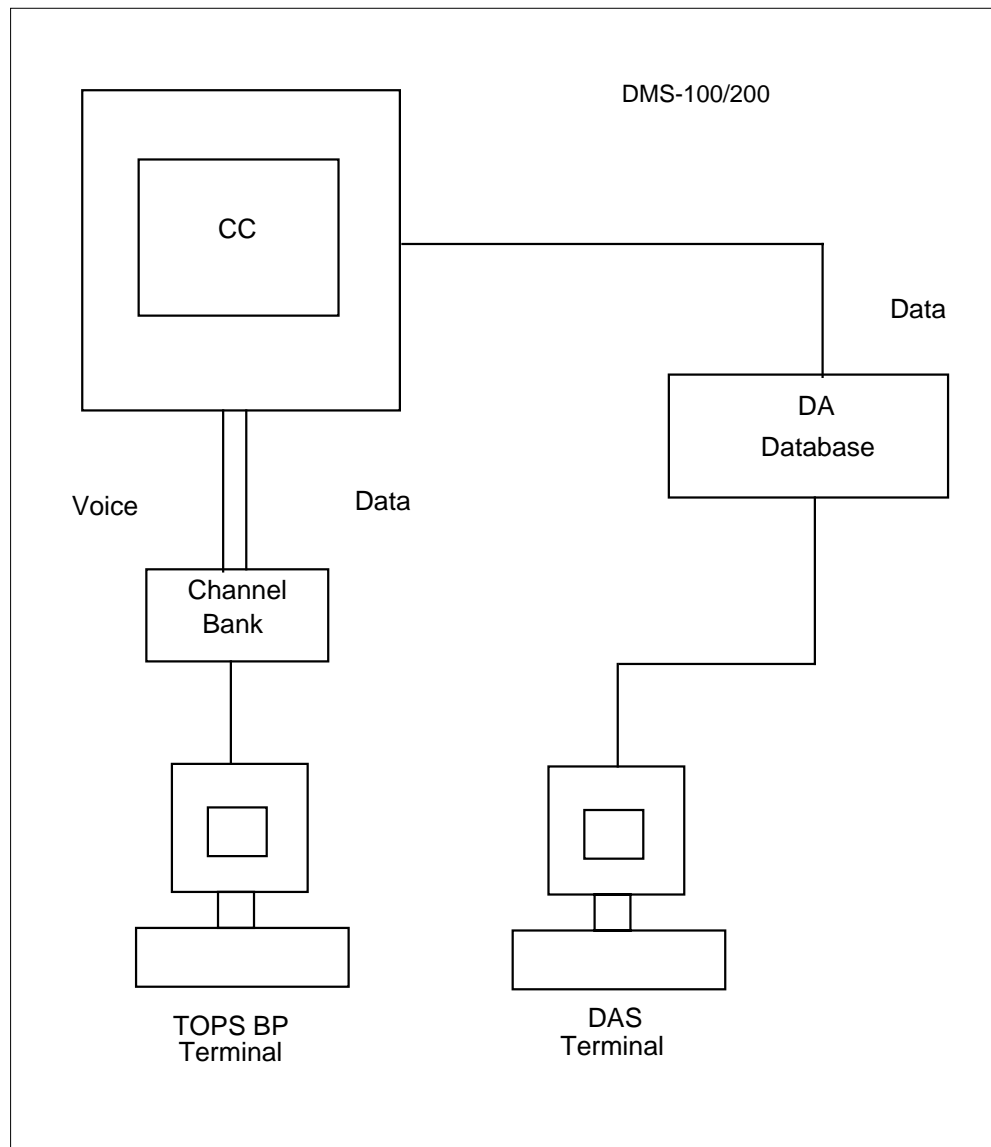 DMS-100/200
CC
Data
DA
Database
Voice
Data
Channel
Bank
TOPS BP
Terminal
DAS
Terminal